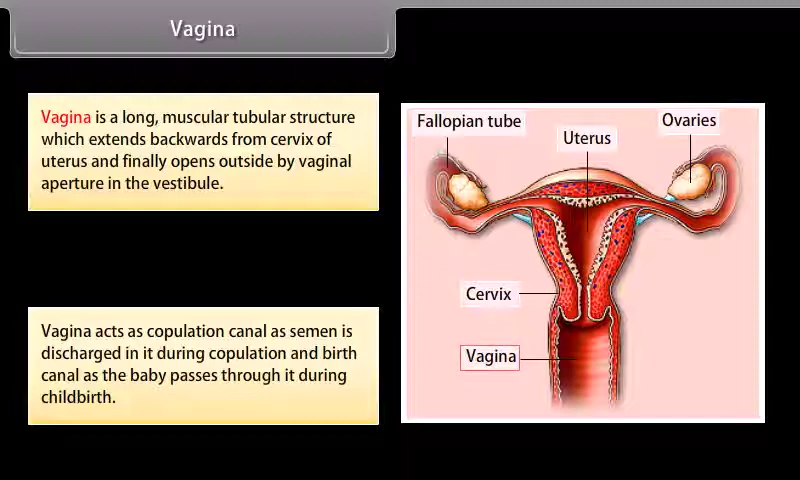 Vagina
Vagina is a long, muscular tubular structure
which extends backwards from cervix of
uterus and finally opens outside by vaginal
aperture in the vestibule.
Vagina acts as copulation canal as semen is
discharged in it during copulation and birth
canal as the baby passes through it during
childbirth.
Fallopian tube
Uterus
Ovaries
Cervix
Vagina